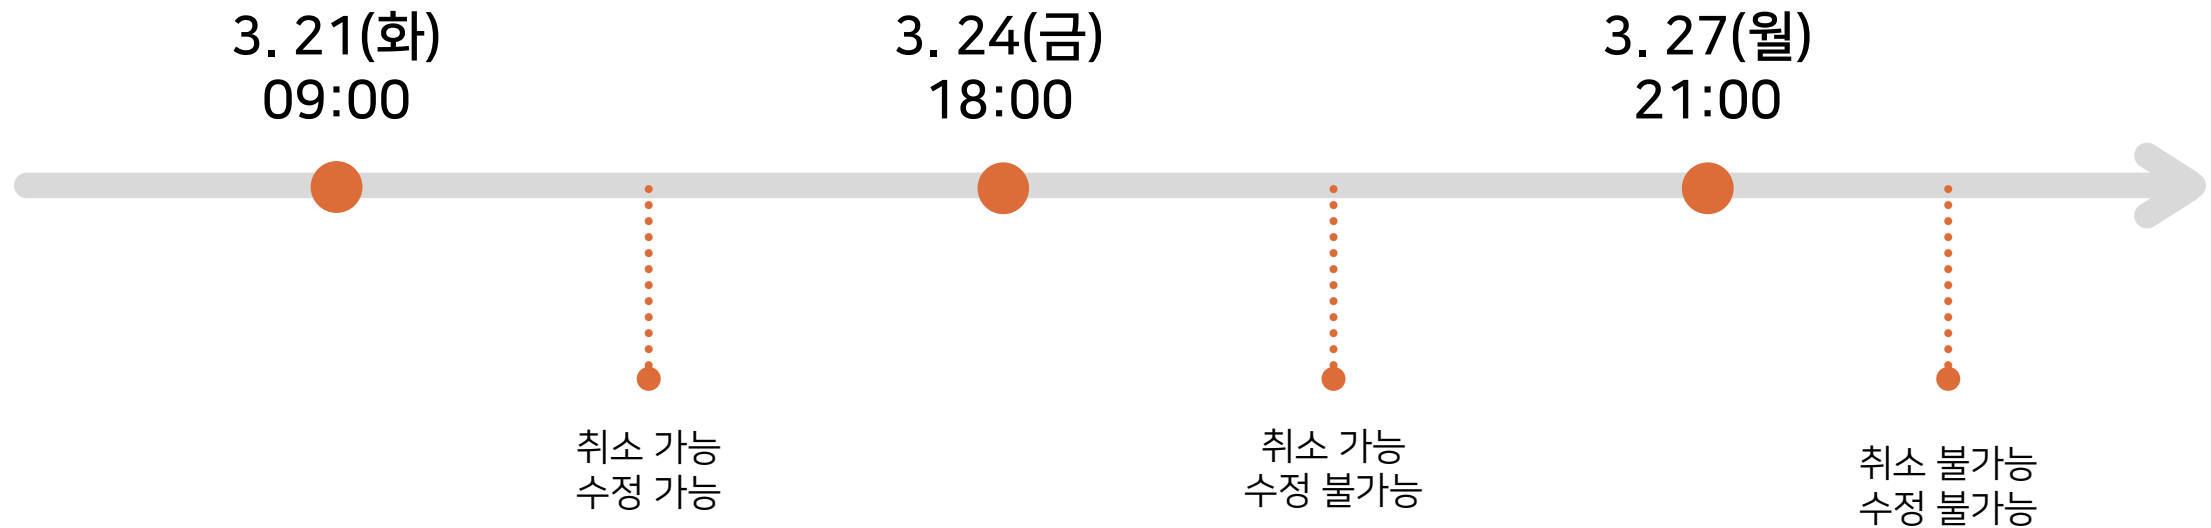 3. 21(화)
09:00
3. 24(금)
18:00
3. 27(월)
21:00
취소 가능
수정 가능
취소 가능
수정 불가능
취소 불가능
수정 불가능